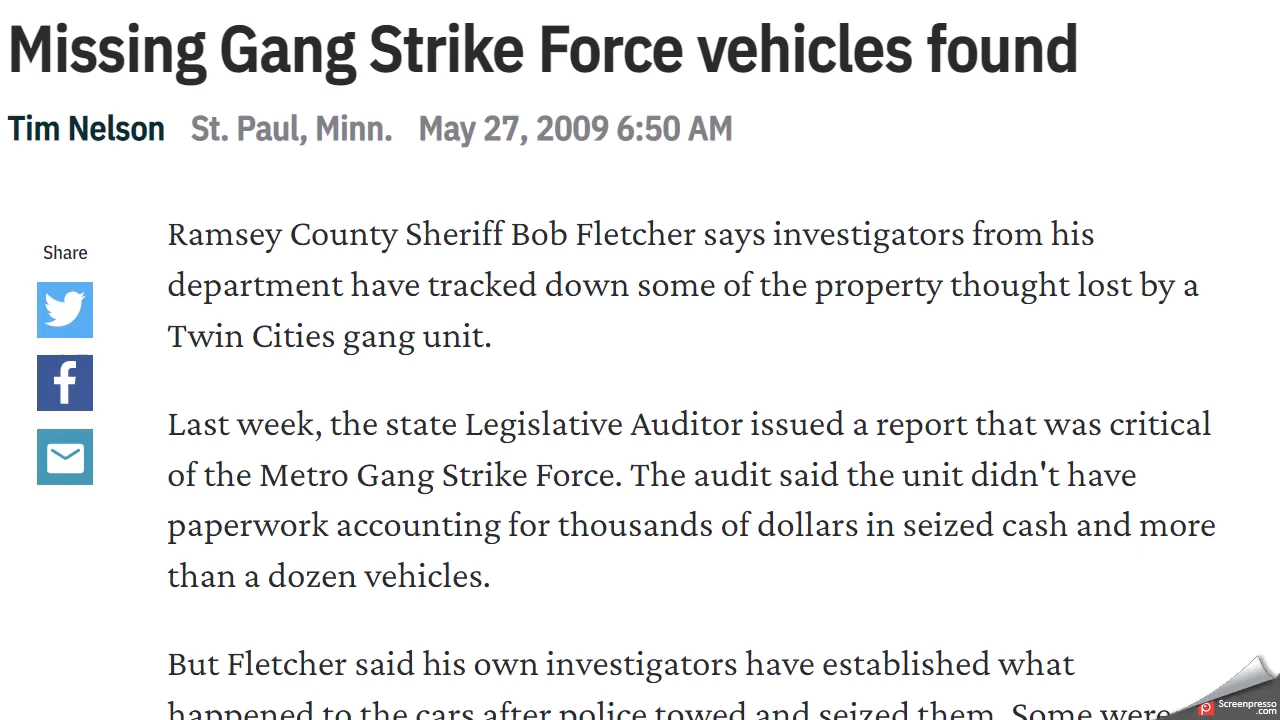 Missing Gang Strike Force vehicles found
Tim Nelson St. Paul, Minn. May 27, 2009 6:50 AM
Share
Ramsey County Sheriff Bob Fletcher says investigators from his
department have tracked down some of the property thought lost by a
Twin Cities gang unit.
Last week, the state Legislative Auditor issued a report that was critical
of the Metro Gang Strike Force. The audit said the unit didn't have
paperwork accounting for thousands of dollars in seized cash and more
than a dozen vehicles.
But Fletcher said his own investigators have established what
happened to the cars after police towed and seized them. Some were
Screenpresso
.com